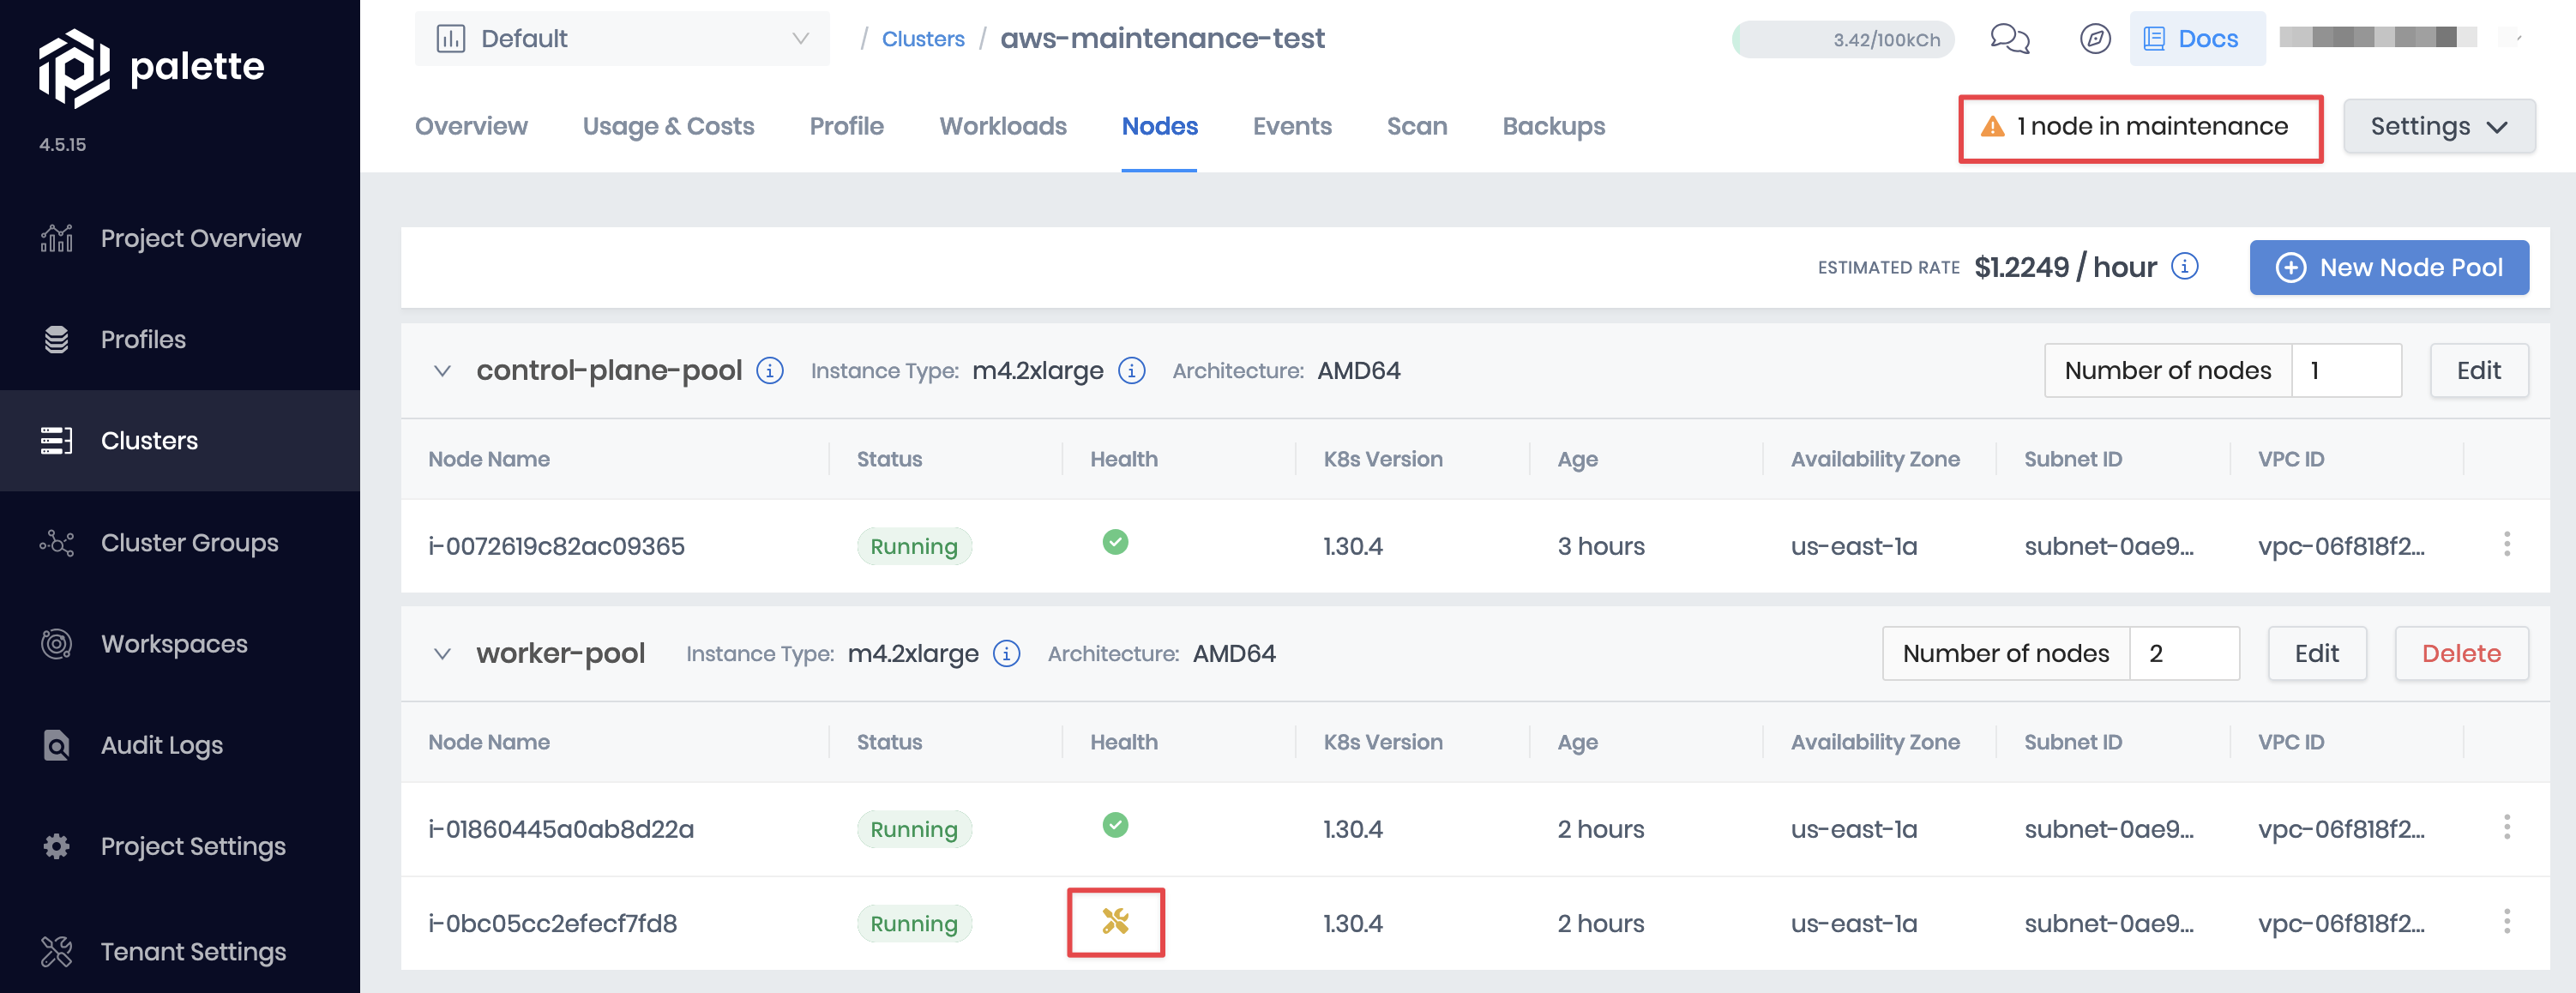 palette
4.5.15
Project Overview
Profiles
Clusters
Cluster Groups
Workspaces
Audit Logs
Project Settings
Tenant Settings
Default / Clusters / aws-maintenance-test 3.42/100kCh Docs
Overview Usage & Costs Profile Workloads Nodes Events Scan Backups 1 node in maintenance Settings
ESTIMATED RATE $1.2249 / hour New Node Pool
control-plane-pool Instance Type: m4.2xlarge Architecture: AMD64 Number of nodes 1 Edit
Node Name Status Health K8s Version Age Availability Zone Subnet ID VPC ID
i-0072619c82ac09365 Running 1.30.4 3 hours us-east-1a subnet-0ae9... vpc-06f818f2...
worker-pool Instance Type: m4.2xlarge Architecture: AMD64 Number of nodes 2 Edit Delete
Node Name Status Health K8s Version Age Availability Zone Subnet ID VPC ID
i-01860445a0ab8d22a Running 1.30.4 2 hours us-east-1a subnet-0ae9... vpc-06f818f2...
i-0bc05cc2efecf7fd8 Running 1.30.4 2 hours us-east-1a subnet-0ae9... vpc-06f818f2...